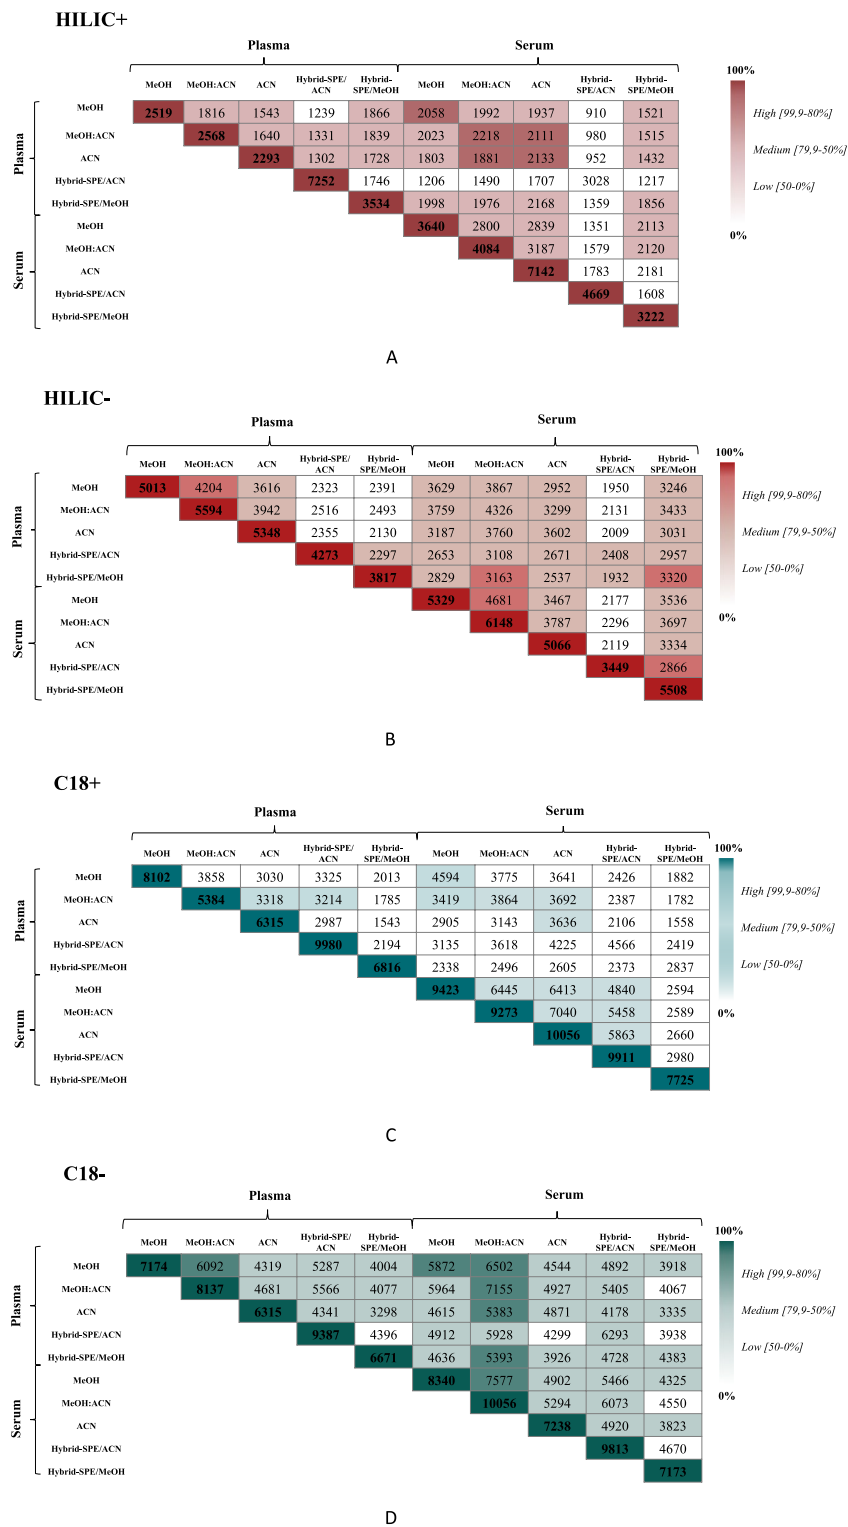 HILIC+
Plasma Serum
MeOH MeOH:ACN ACN Hybrid-SPE/ACN Hybrid-SPE/MeOH MeOH MeOH:ACN ACN Hybrid-SPE/ACN Hybrid-SPE/MeOH
100%
High [99,9-80%]
Medium [79,9-50%]
Low [50-0%]
0%
Plasma
MeOH 2519 1816 1543 1239 1866 2058 1992 1937 910 1521
MeOH:ACN 2568 1640 1331 1839 2023 2218 2111 980 1515
ACN 2293 1302 1728 1803 1881 2133 952 1432
Hybrid-SPE/ACN 7252 1746 1206 1490 1707 3028 1217
Hybrid-SPE/MeOH 3534 1998 1976 2168 1359 1856
Serum
MeOH 3640 2800 2839 1351 2113
MeOH:ACN 4084 3187 1579 2120
ACN 7142 1783 2181
Hybrid-SPE/ACN 4669 1608
Hybrid-SPE/MeOH 3222
A
HILIC-
Plasma Serum
MeOH MeOH:ACN ACN Hybrid-SPE/ACN Hybrid-SPE/MeOH MeOH MeOH:ACN ACN Hybrid-SPE/ACN Hybrid-SPE/MeOH
100%
High [99,9-80%]
Medium [79,9-50%]
Low [50-0%]
0%
Plasma
MeOH 5013 4204 3616 2323 2391 3629 3867 2952 1950 3246
MeOH:ACN 5594 3942 2516 2493 3759 4326 3299 2131 3433
ACN 5348 2355 2130 3187 3760 3602 2009 3031
Hybrid-SPE/ACN 4273 2297 2653 3108 2671 2408 2957
Hybrid-SPE/MeOH 3817 2829 3163 2537 1932 3320
Serum
MeOH 5329 4681 3467 2177 3536
MeOH:ACN 6148 3787 2296 3697
ACN 5066 2119 3334
Hybrid-SPE/ACN 3449 2866
Hybrid-SPE/MeOH 5508
B
C18+
Plasma Serum
MeOH MeOH:ACN ACN Hybrid-SPE/ACN Hybrid-SPE/MeOH MeOH MeOH:ACN ACN Hybrid-SPE/ACN Hybrid-SPE/MeOH
100%
High [99,9-80%]
Medium [79,9-50%]
Low [50-0%]
0%
Plasma
MeOH 8102 3858 3030 3325 2013 4594 3775 3641 2426 1882
MeOH:ACN 5384 3318 3214 1785 3419 3864 3692 2387 1782
ACN 6315 2987 1543 2905 3143 3636 2106 1558
Hybrid-SPE/ACN 9980 2194 3135 3618 4225 4566 2419
Hybrid-SPE/MeOH 6816 2338 2496 2605 2373 2837
Serum
MeOH 9423 6445 6413 4840 2594
MeOH:ACN 9273 7040 5458 2589
ACN 10056 5863 2660
Hybrid-SPE/ACN 9911 2980
Hybrid-SPE/MeOH 7725
C
C18-
Plasma Serum
MeOH MeOH:ACN ACN Hybrid-SPE/ACN Hybrid-SPE/MeOH MeOH MeOH:ACN ACN Hybrid-SPE/ACN Hybrid-SPE/MeOH
100%
High [99,9-80%]
Medium [79,9-50%]
Low [50-0%]
0%
Plasma
MeOH 7174 6092 4319 5287 4004 5872 6502 4544 4892 3918
MeOH:ACN 8137 4681 5566 4077 5964 7155 4927 5405 4067
ACN 6315 4341 3298 4615 5383 4871 4178 3335
Hybrid-SPE/ACN 9387 4396 4912 5928 4299 6293 3938
Hybrid-SPE/MeOH 6671 4636 5393 3926 4728 4383
Serum
MeOH 8340 7577 4902 5466 4325
MeOH:ACN 10056 5294 6073 4550
ACN 7238 4920 3823
Hybrid-SPE/ACN 9813 4670
Hybrid-SPE/MeOH 7173
D